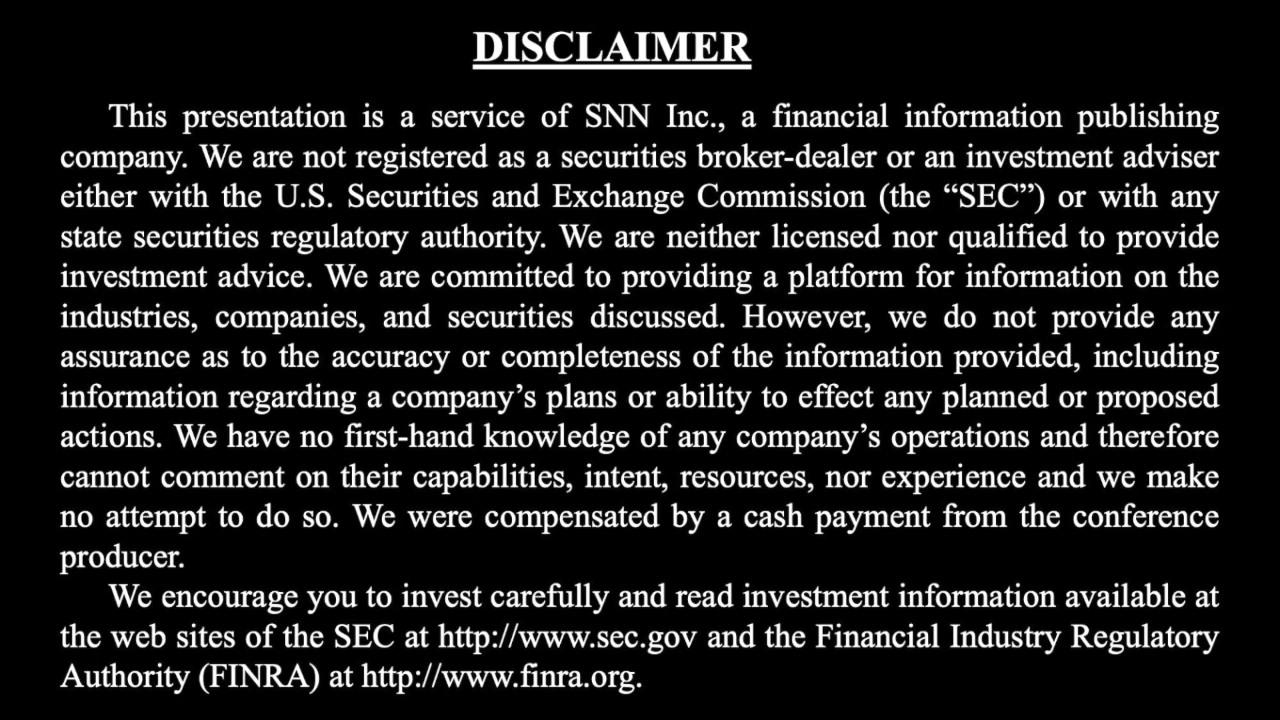 DISCLAIMER
This presentation is a service of SNN Inc., a financial information publishing
company. We are not registered as a securities broker-dealer or an investment adviser
either with the U.S. Securities and Exchange Commission (the “SEC”) or with any
state securities regulatory authority. We are neither licensed nor qualified to provide
investment advice. We are committed to providing a platform for information on the
industries, companies, and securities discussed. However, we do not provide any
assurance as to the accuracy or completeness of the information provided, including
information regarding a company’s plans or ability to effect any planned or proposed
actions. We have no first-hand knowledge of any company’s operations and therefore
cannot comment on their capabilities, intent, resources, nor experience and we make
no attempt to do so. We were compensated by a cash payment from the conference
producer.
We encourage you to invest carefully and read investment information available at
the web sites of the SEC at http://www.sec.gov and the Financial Industry Regulatory
Authority (FINRA) at http://www.finra.org.